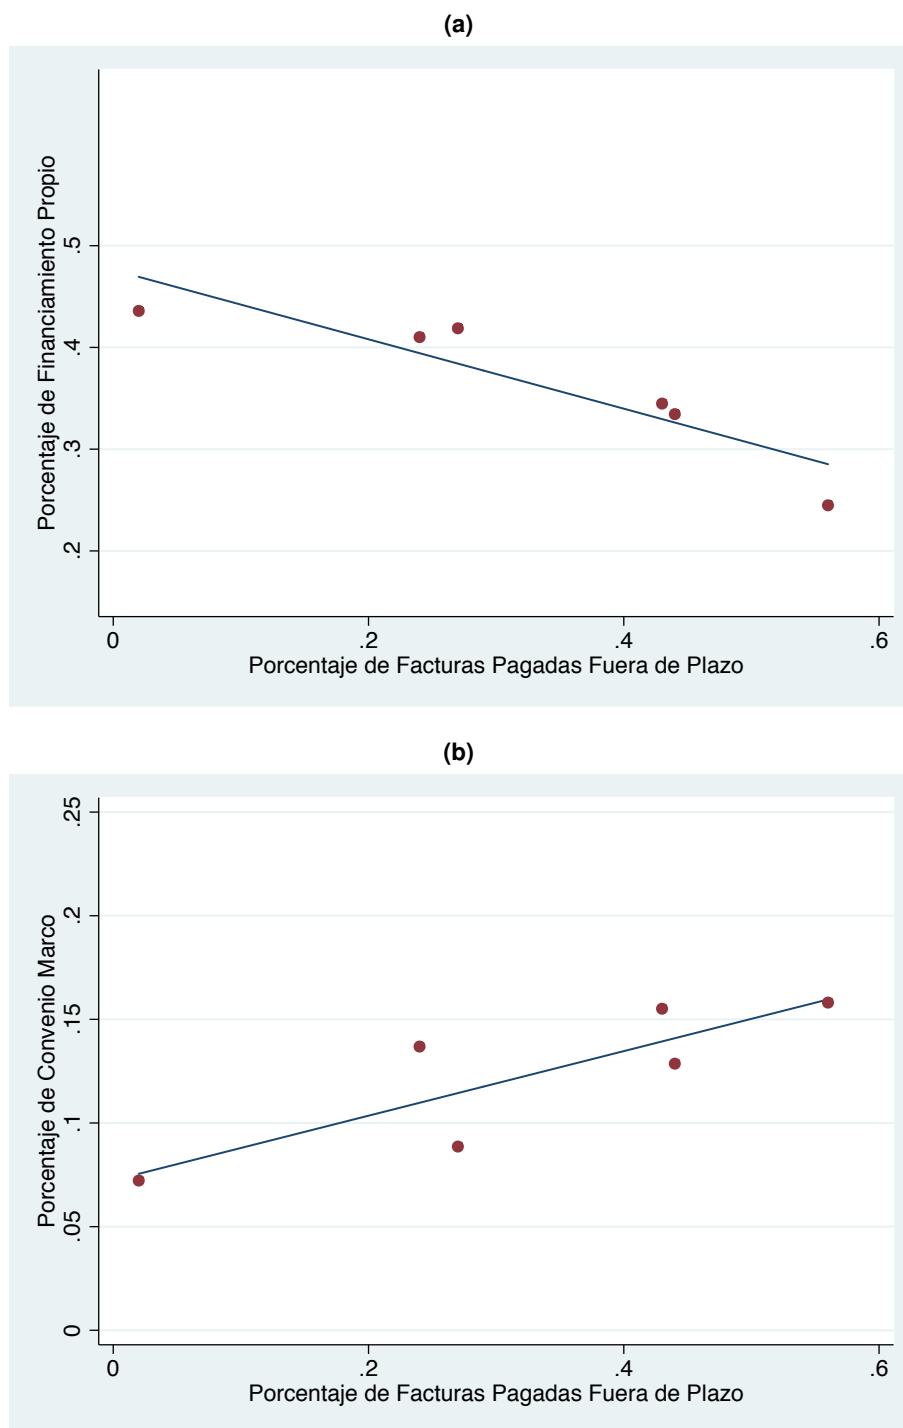 (a)
Porcentaje de Financiamiento Propio
.5
.4
.3
.2
0 .2 .4 .6
Porcentaje de Facturas Pagadas Fuera de Plazo
(b)
Porcentaje de Convenio Marco
.25
.2
.15
.1
.05
0
0 .2 .4 .6
Porcentaje de Facturas Pagadas Fuera de Plazo